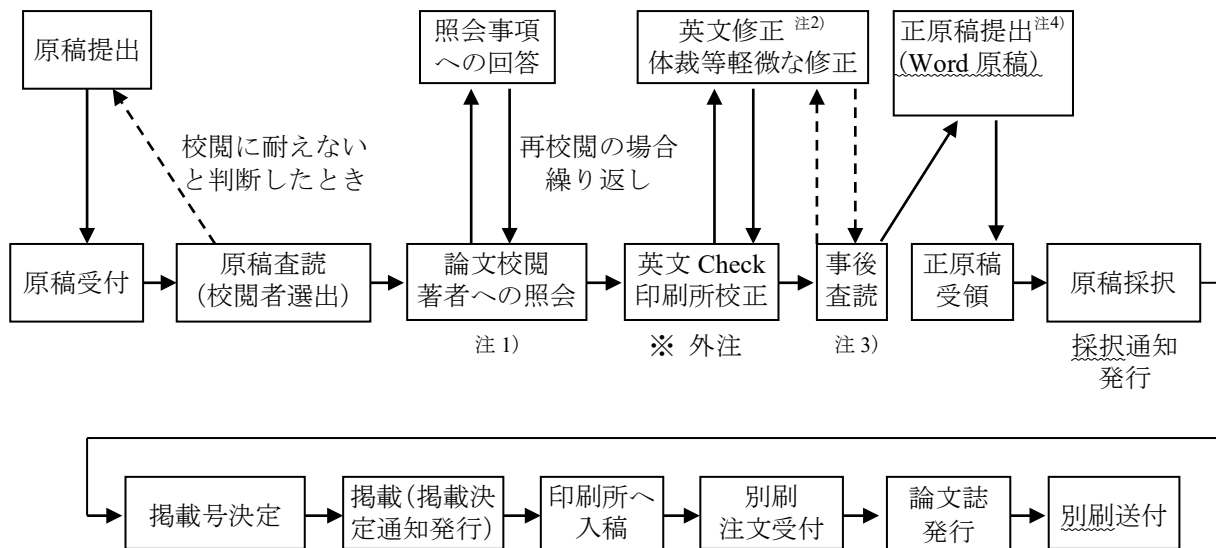 原稿提出
照会事項
への回答
英文修正 注2)
体裁等軽微な修正
正原稿提出注4)
(Word 原稿)
校閲に耐えない
と判断したとき
再校閲の場合
繰り返し
原稿受付
原稿査読
(校閲者選出)
論文校閲
著者への照会
英文 Check
印刷所校正
事後
査読
正原稿
受領
原稿採択
注 1)
※ 外注
注 3)
採択通知
発行
掲載号決定
掲載(掲載決
定通知発行)
印刷所へ
入稿
別刷
注文受付
論文誌
発行
別刷送付